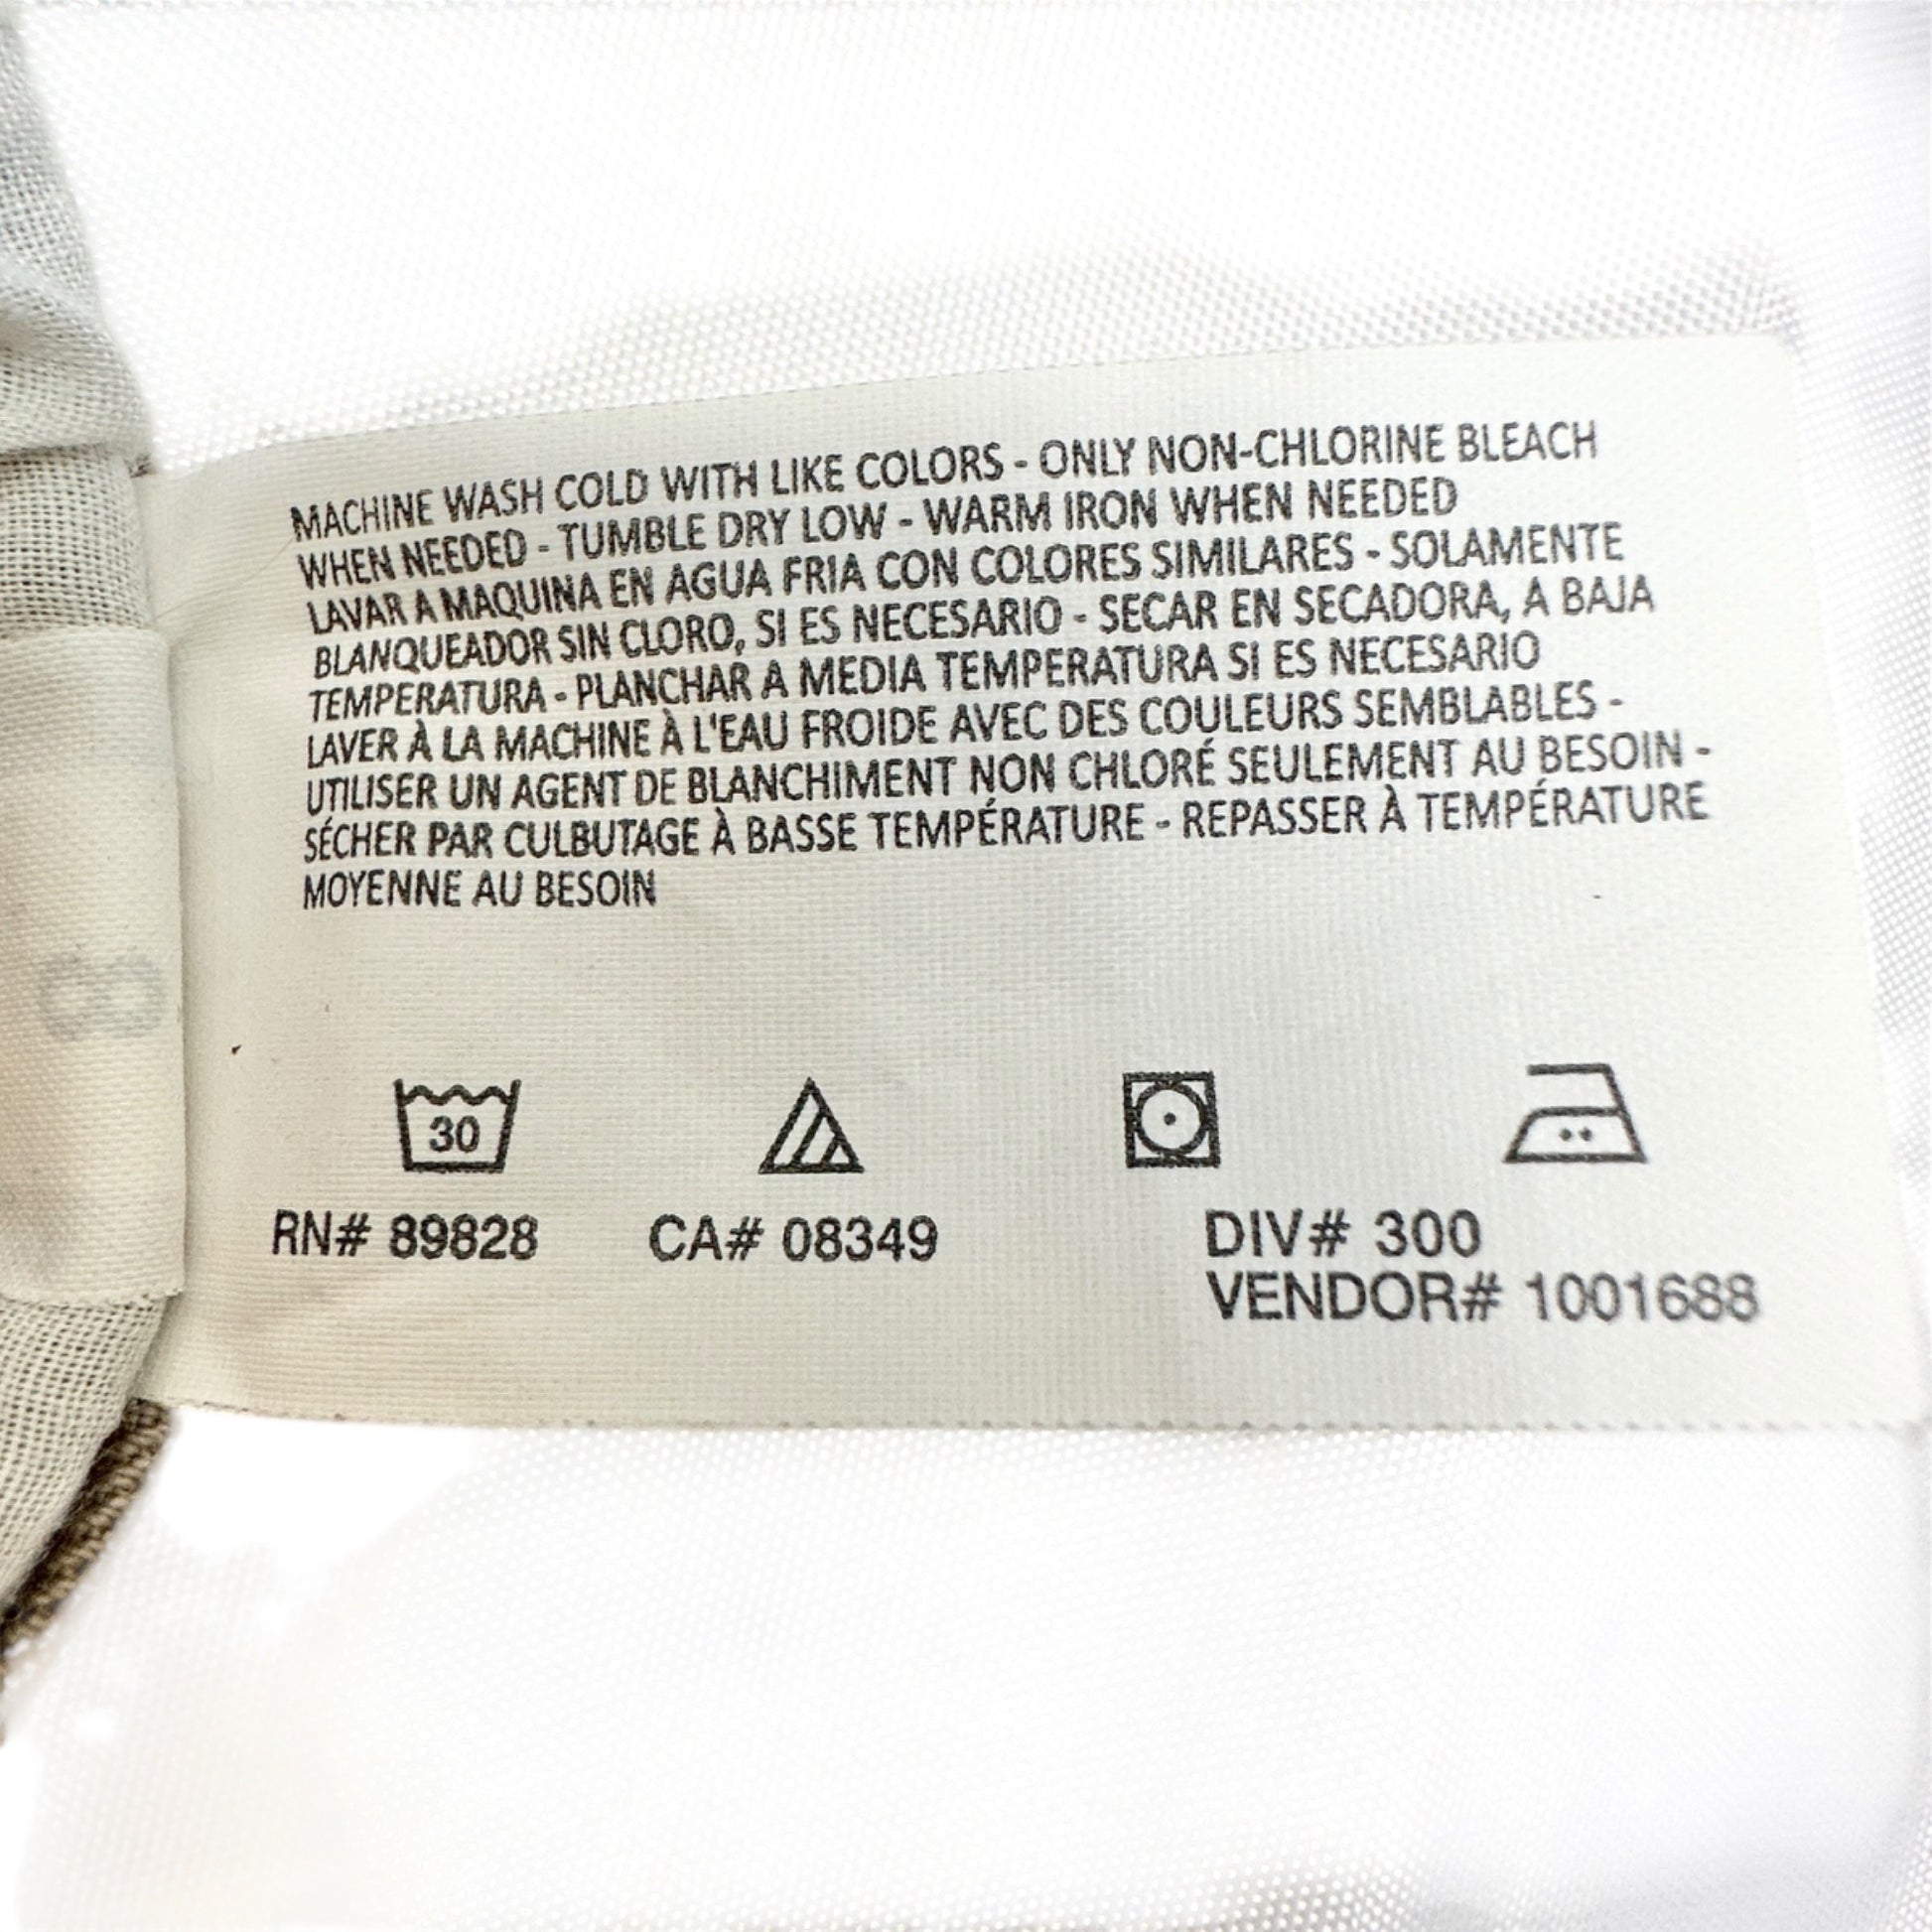 MACHINE WASH COLD WITH LIKE COLORS - ONLY NON-CHLORINE BLEACH
WHEN NEEDED - TUMBLE DRY LOW - WARM IRON WHEN NEEDED
LAVAR A MAQUINA EN AGUA FRIA CON COLORES SIMILARES - SOLAMENTE
BLANQUEADOR SIN CLORO, SI ES NECESARIO - SECAR EN SECADORA, A BAJA
TEMPERATURA - PLANCHAR A MEDIA TEMPERATURA SI ES NECESARIO
LAVER À LA MACHINE À L'EAU FROIDE AVEC DES COULEURS SEMBLABLES -
UTILISER UN AGENT DE BLANCHIMENT NON CHLORÉ SEULEMENT AU BESOIN -
SÉCHER PAR CULBUTAGE À BASSE TEMPÉRATURE - REPASSER À TEMPÉRATURE
MOYENNE AU BESOIN
8
30
RN# 89828 CA# 08349 DIV# 300
VENDOR# 1001688